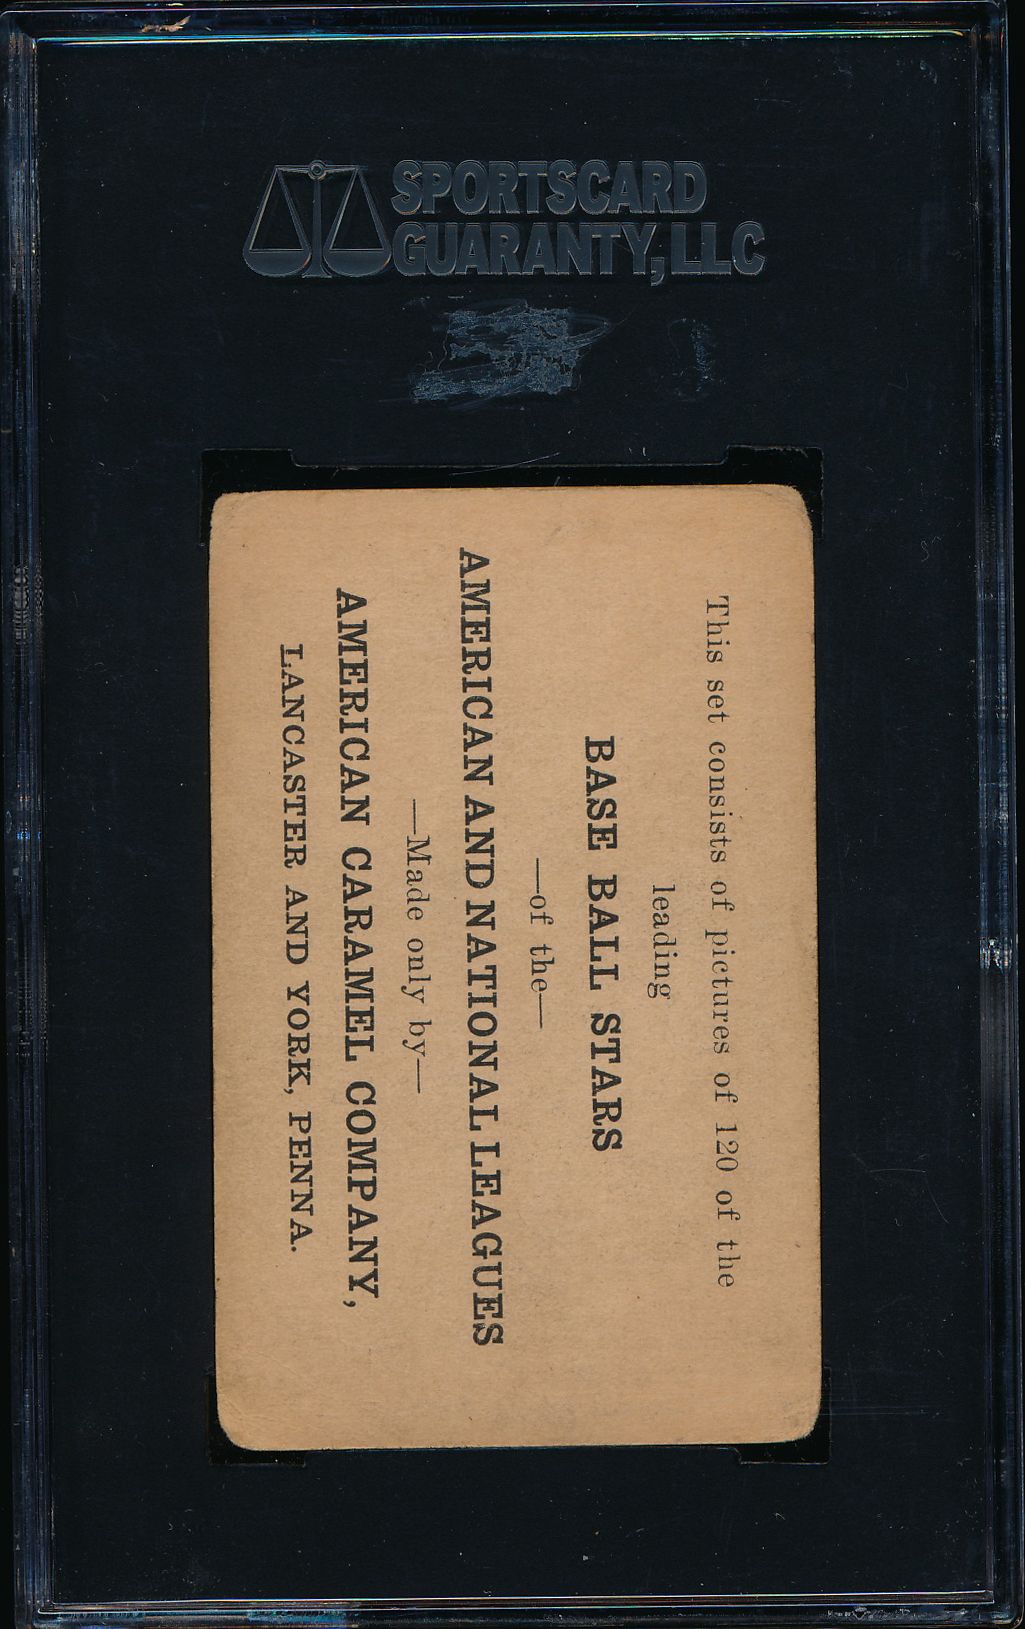 SPORTSCARD
GUARANTY, LLC
This set consists of pictures of 120 of the
leading
BASE BALL STARS
—of the—
AMERICAN AND NATIONAL LEAGUES
—Made only by—
AMERICAN CARAMEL COMPANY,
LANCASTER AND YORK, PENNA.